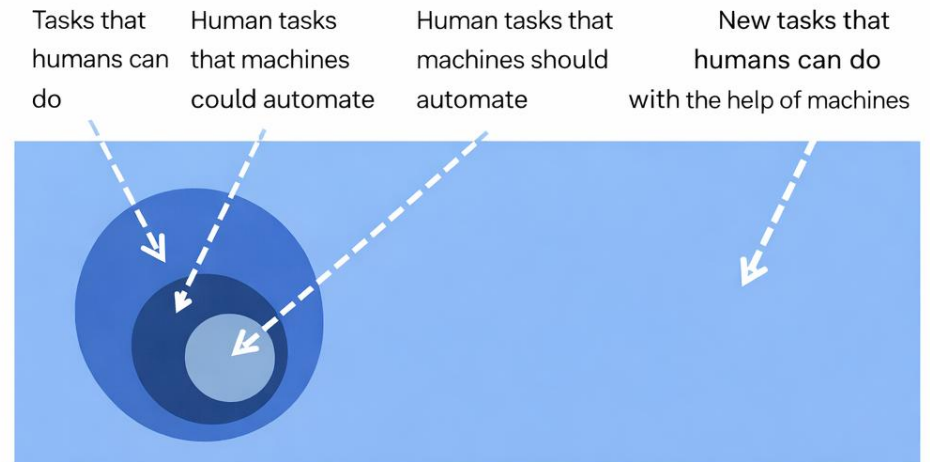 Tasks that
humans can
do
Human tasks
that machines
could automate
Human tasks that
machines should
automate
New tasks that
humans can do
with the help of machines